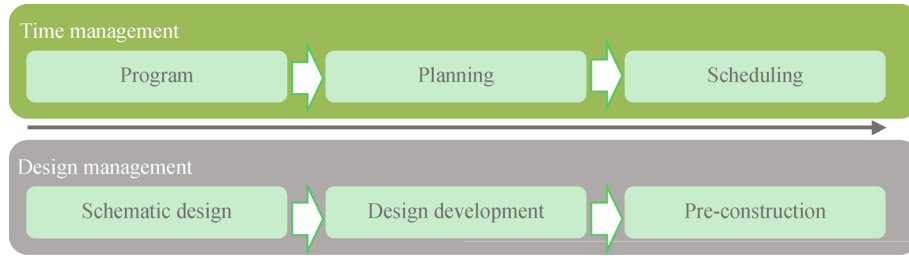 Time management
Program
Planning
Scheduling
Design management
Schematic design
Design development
Pre-construction